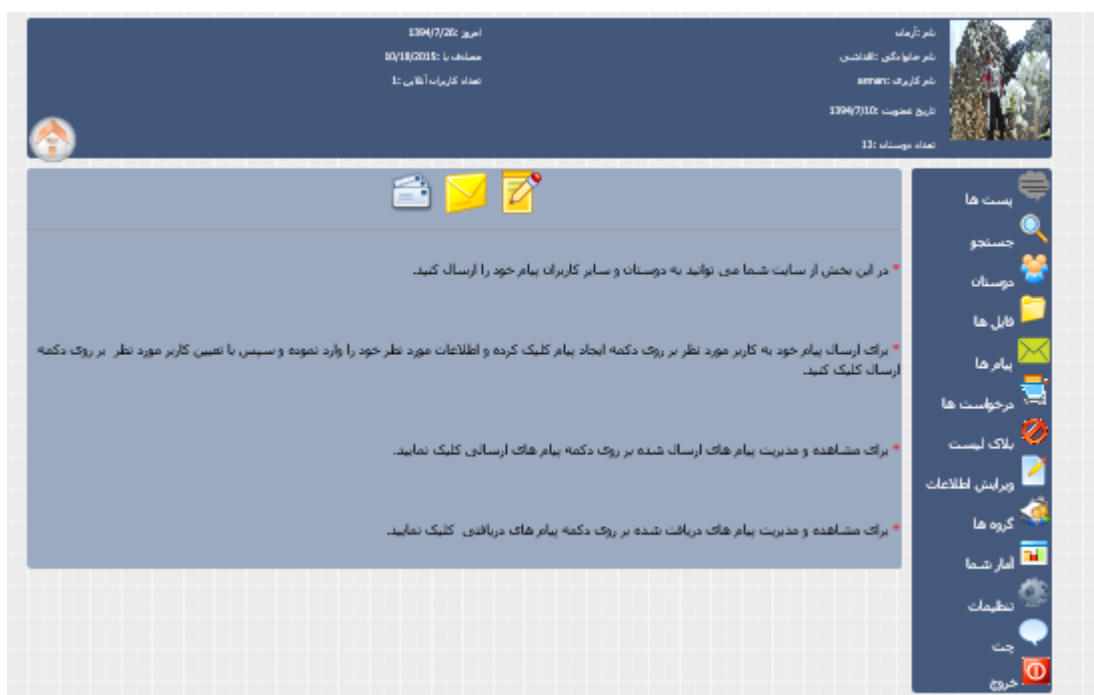 نام :آرمان
نام خانوادگی :القداشی
نام کاربری :arman
تاریخ عضویت :1394/7/10
تعداد دوستان :13
امروز :1394/7/26
مصادف با :10/18/2015
تعداد کاربران آنلاین :1
پست ها
جستجو
دوستان
فایل ها
پیام ها
درخواست ها
بلاک لیست
ویرایش اطلاعات
گروه ها
آمار شما
تنظیمات
چت
خروج
* در این بخش از سایت شما می توانید به دوستان و سایر کاربران پیام خود را ارسال کنید.
* برای ارسال پیام خود به کاربر مورد نظر بر روی دکمه ایجاد پیام کلیک کرده و اطلاعات مورد نظر خود را وارد نموده و سپس با تعیین کاربر مورد نظر بر روی دکمه
ارسال کلیک کنید.
* برای مشاهده و مدیریت پیام های ارسال شده بر روی دکمه پیام های ارسالی کلیک نمایید.
* برای مشاهده و مدیریت پیام های دریافت شده بر روی دکمه پیام های دریافتی کلیک نمایید.